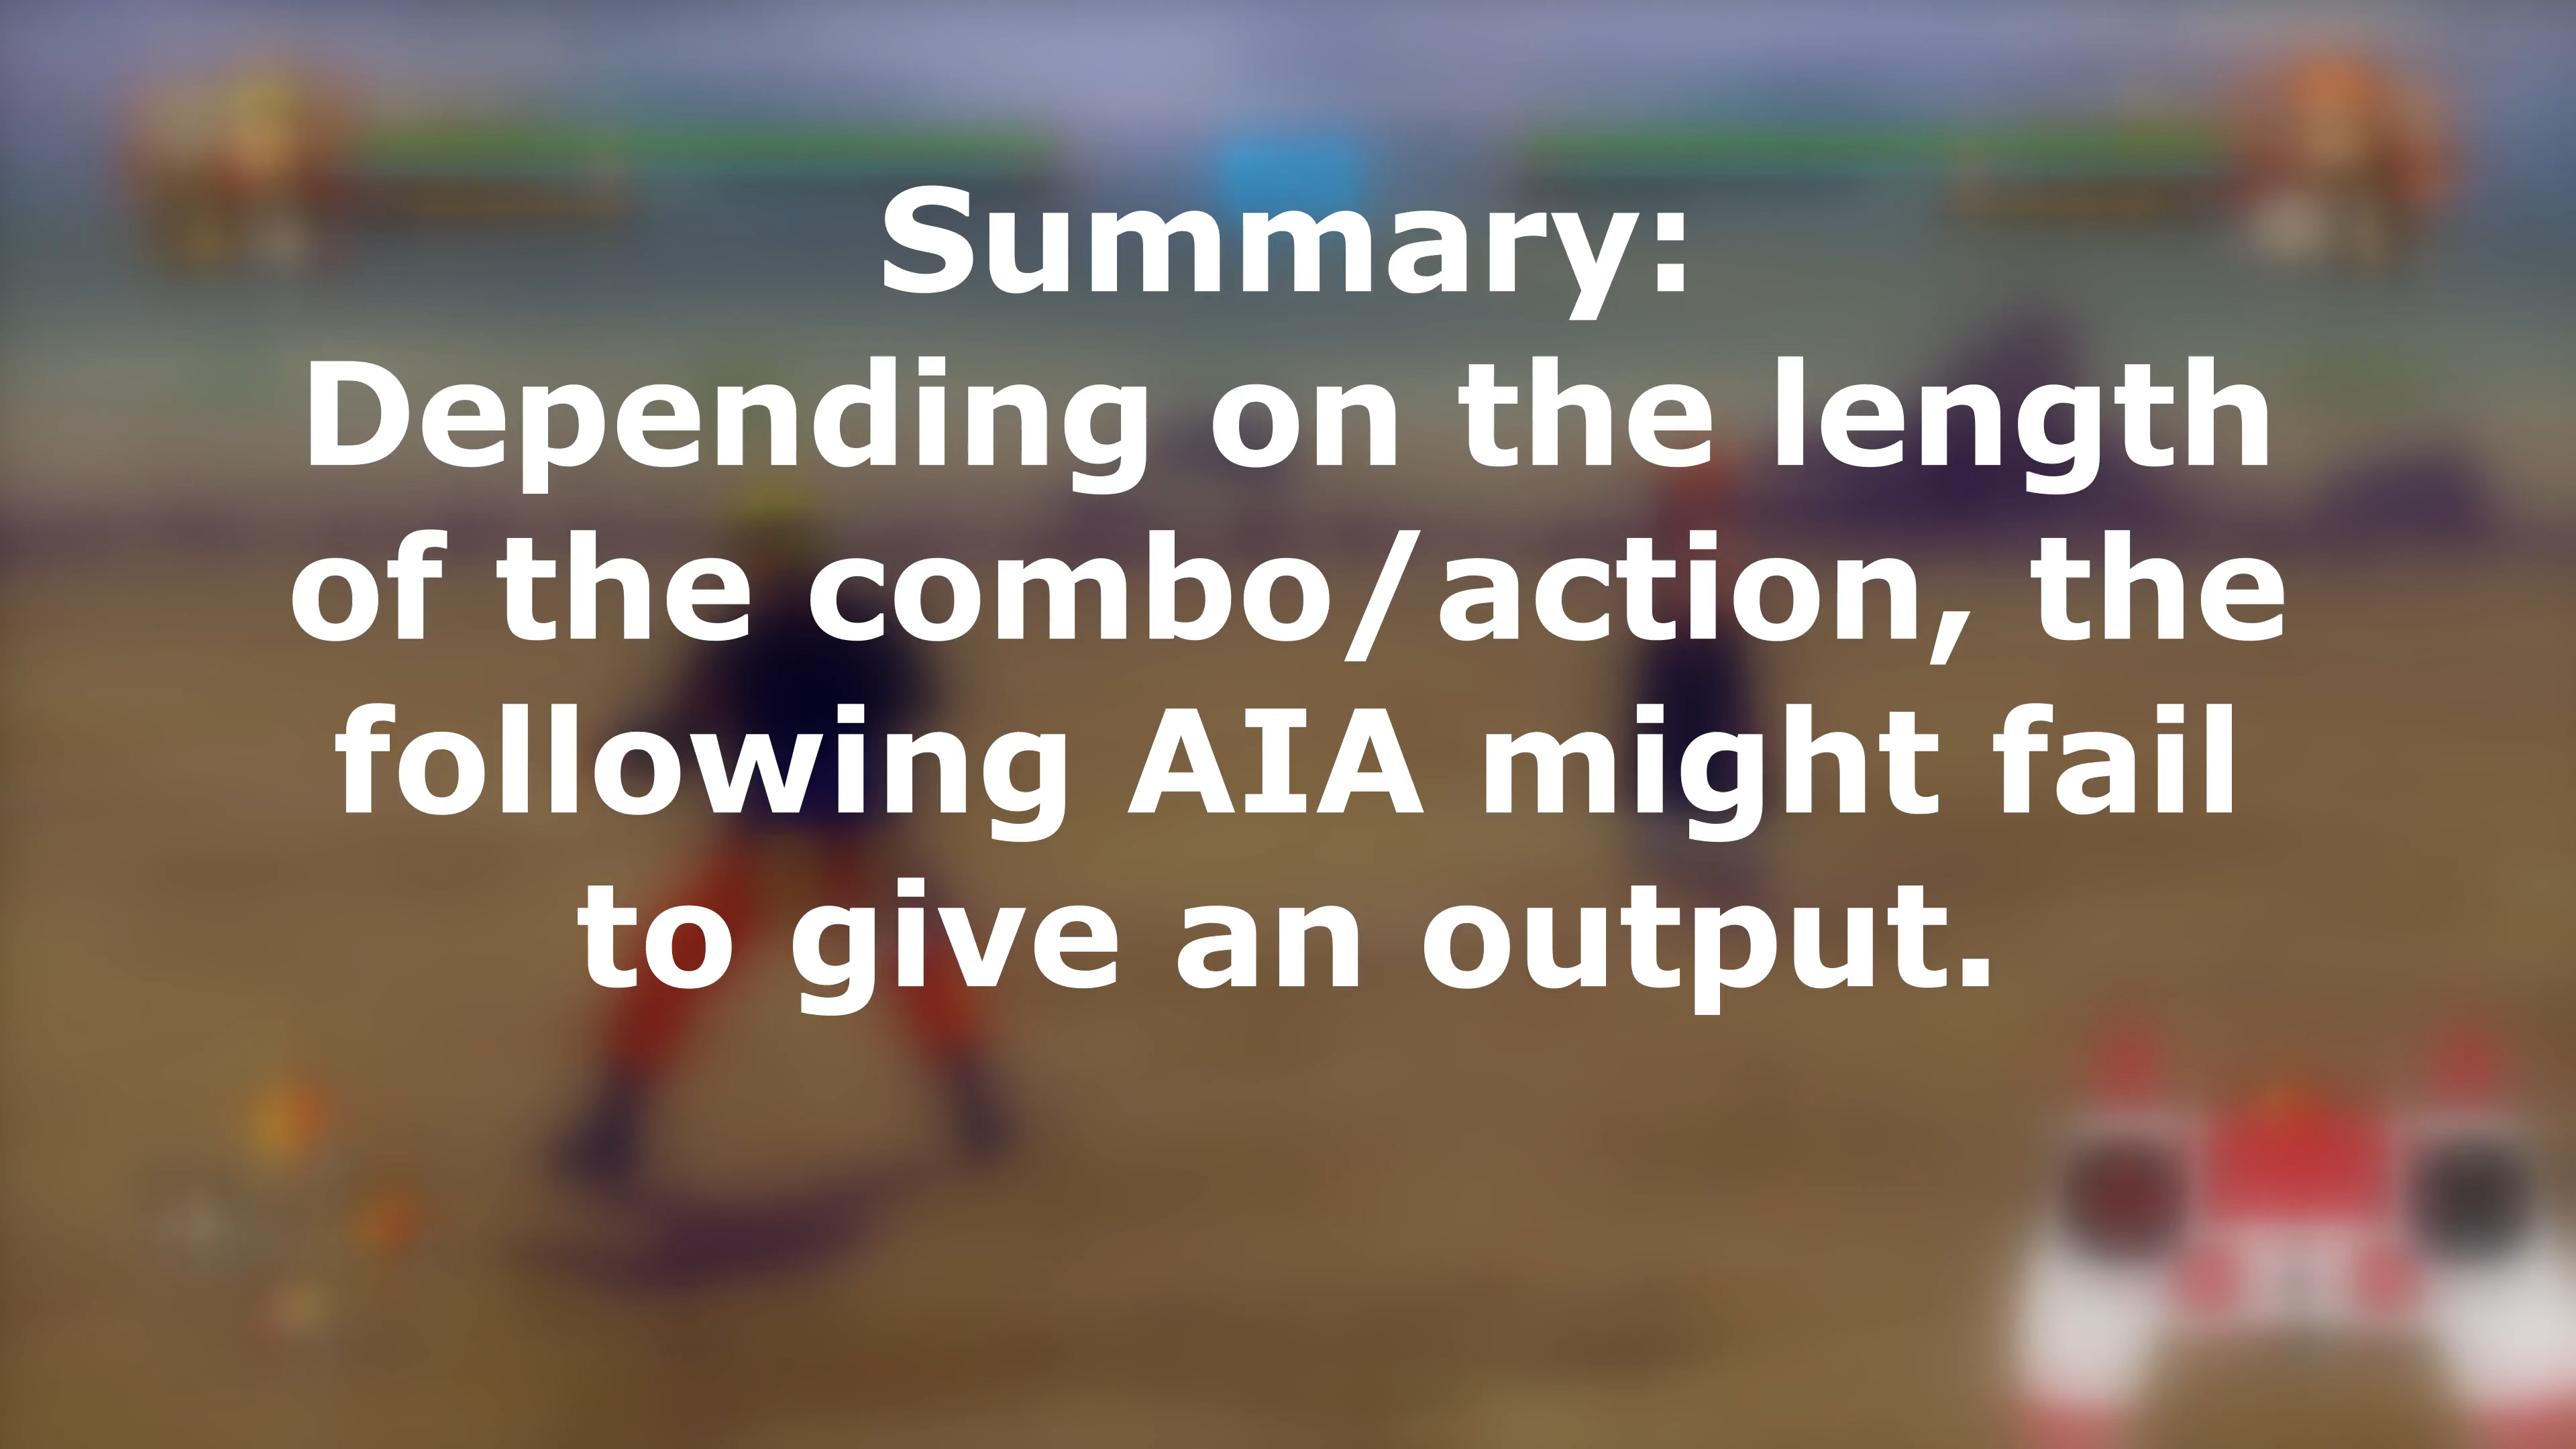 Summary:
Depending on the length
of the combo/action, the
following AIA might fail
to give an output.